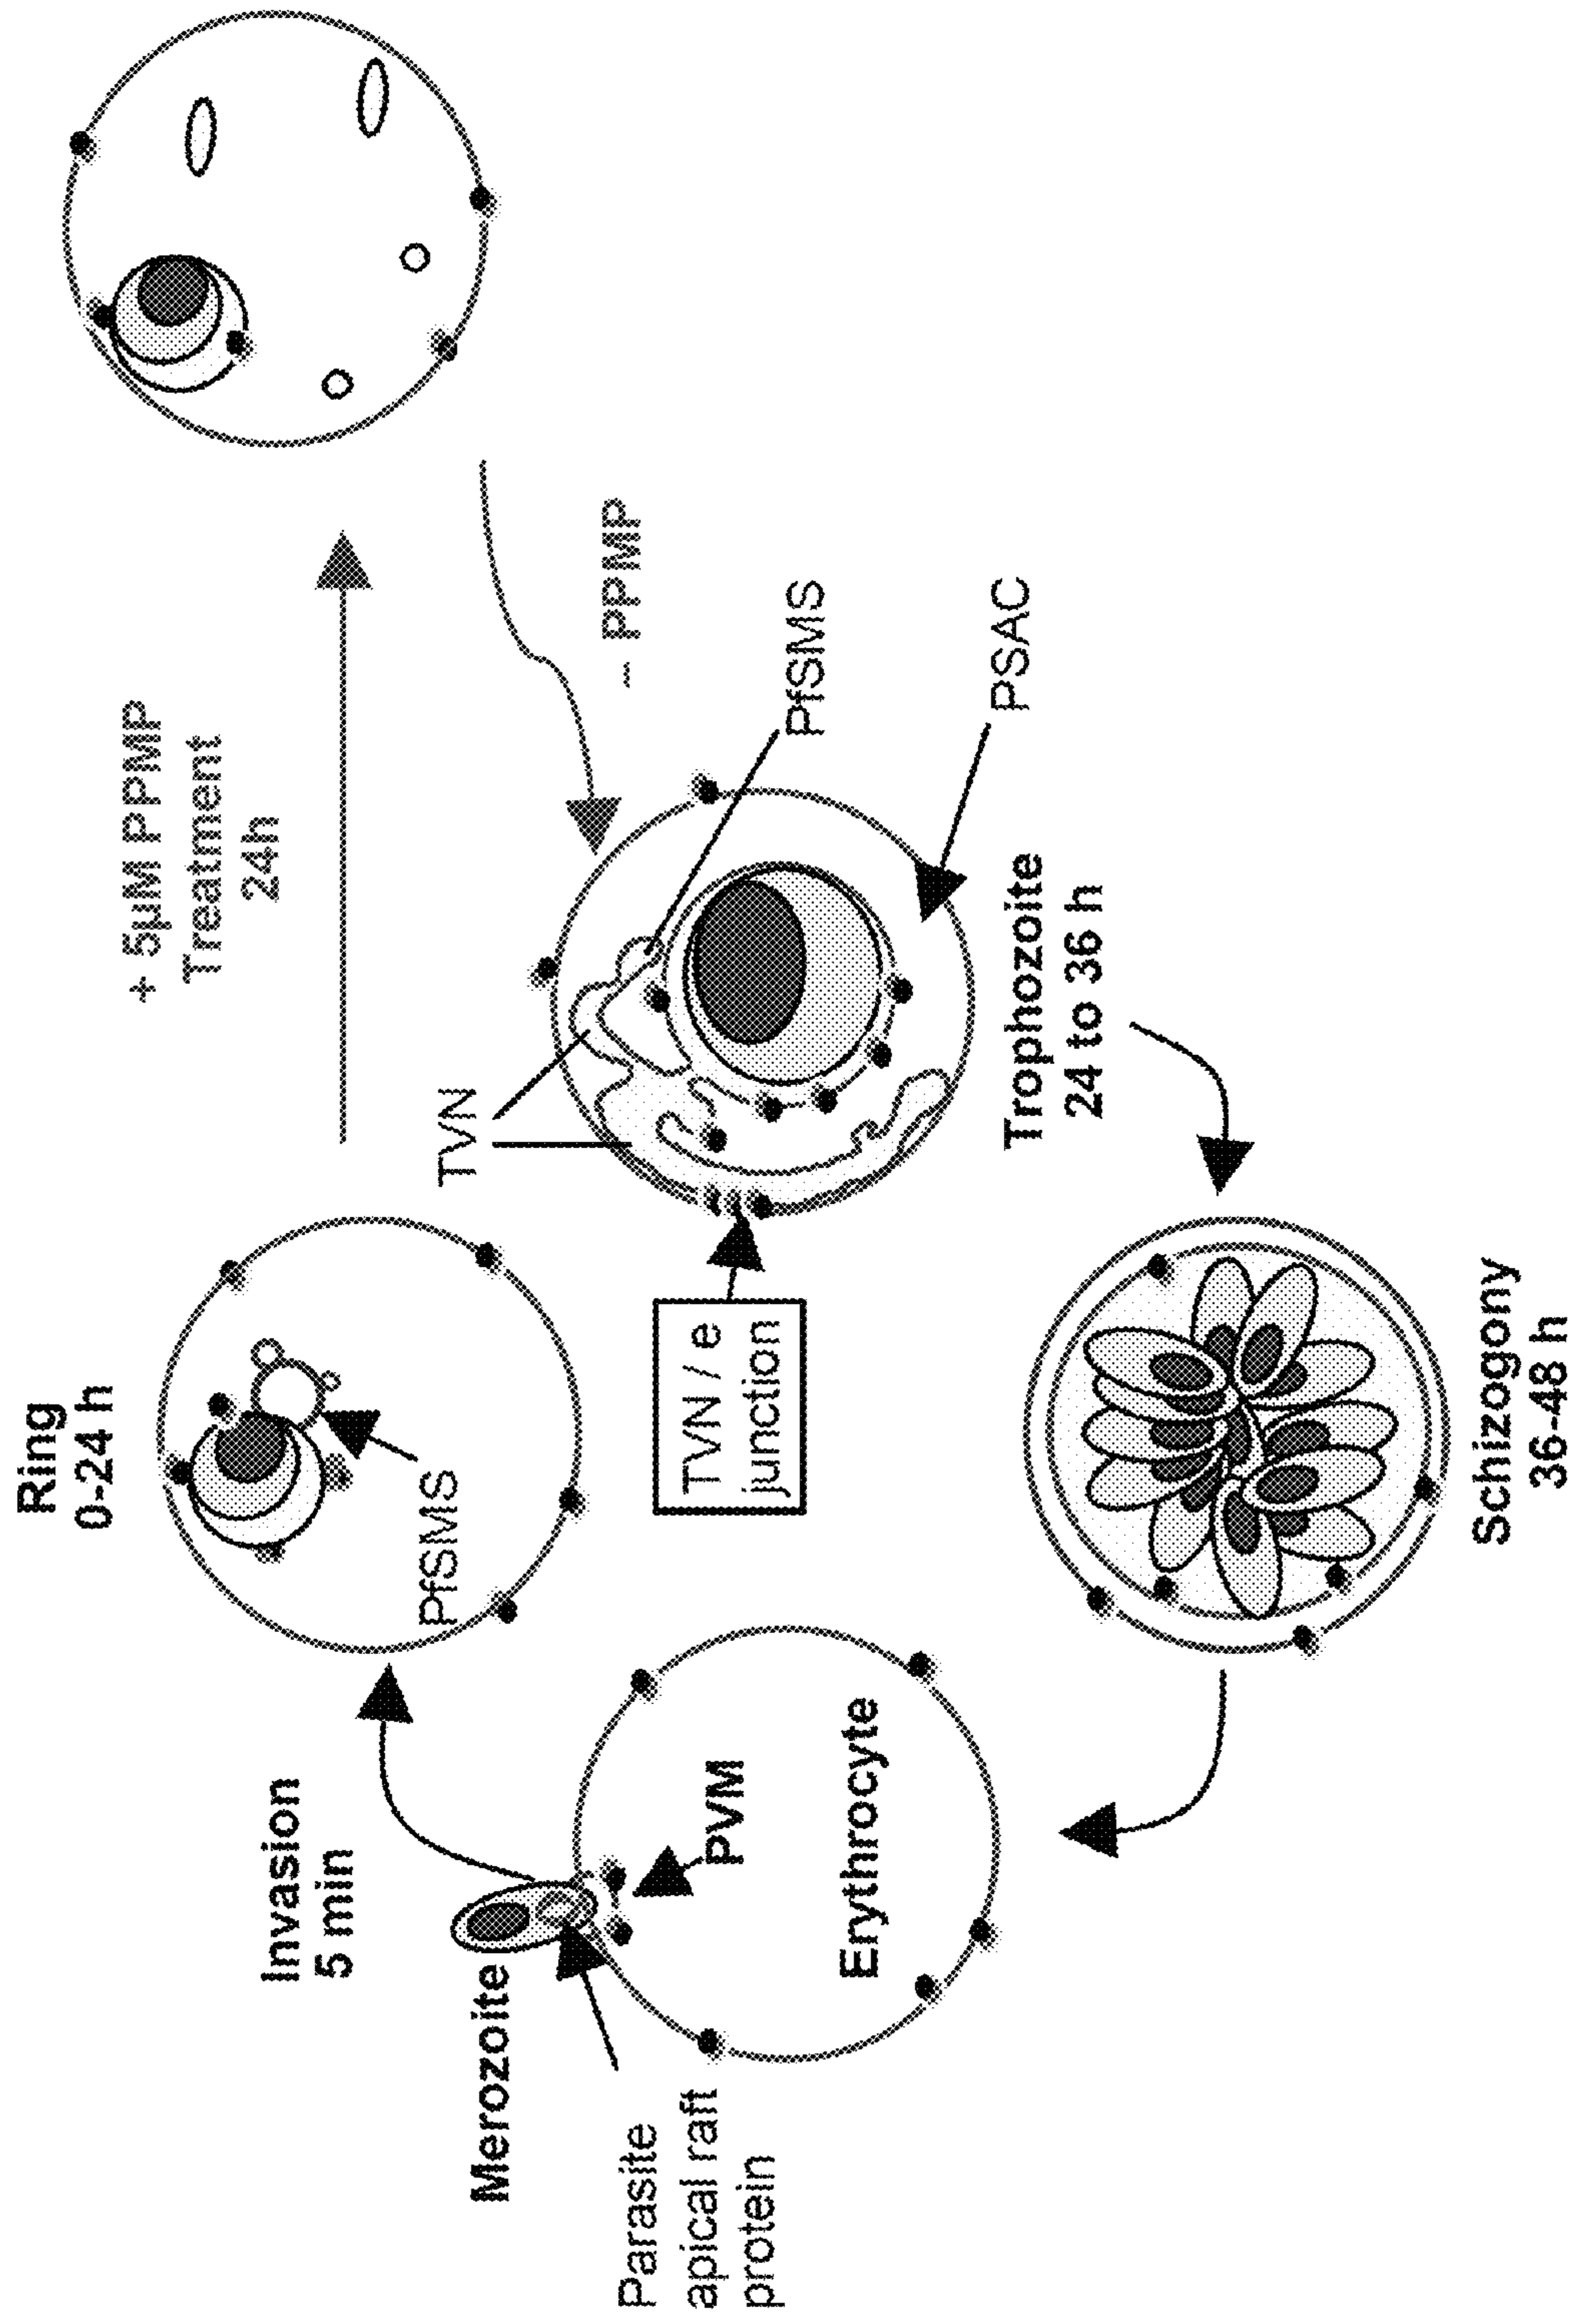 Ring
0-24 h
+ 5µM PPMP
Treatment
24h
Invasion
5 min
PfSMS
TVN
– PPMP
Merozoite
PVM
TVN / e
junction
PfSMS
Parasite
apical raft
protein
Erythrocyte
PSAC
Trophozoite
24 to 36 h
Schizogony
36-48 h